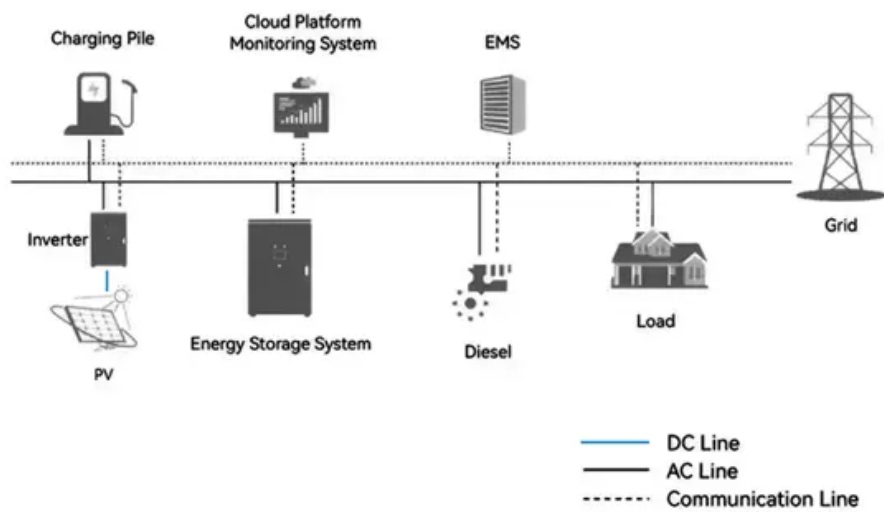 Charging Pile
Cloud Platform
Monitoring System
EMS
Grid
Inverter
Energy Storage System
Diesel
Load
PV
DC Line
AC Line
Communication Line